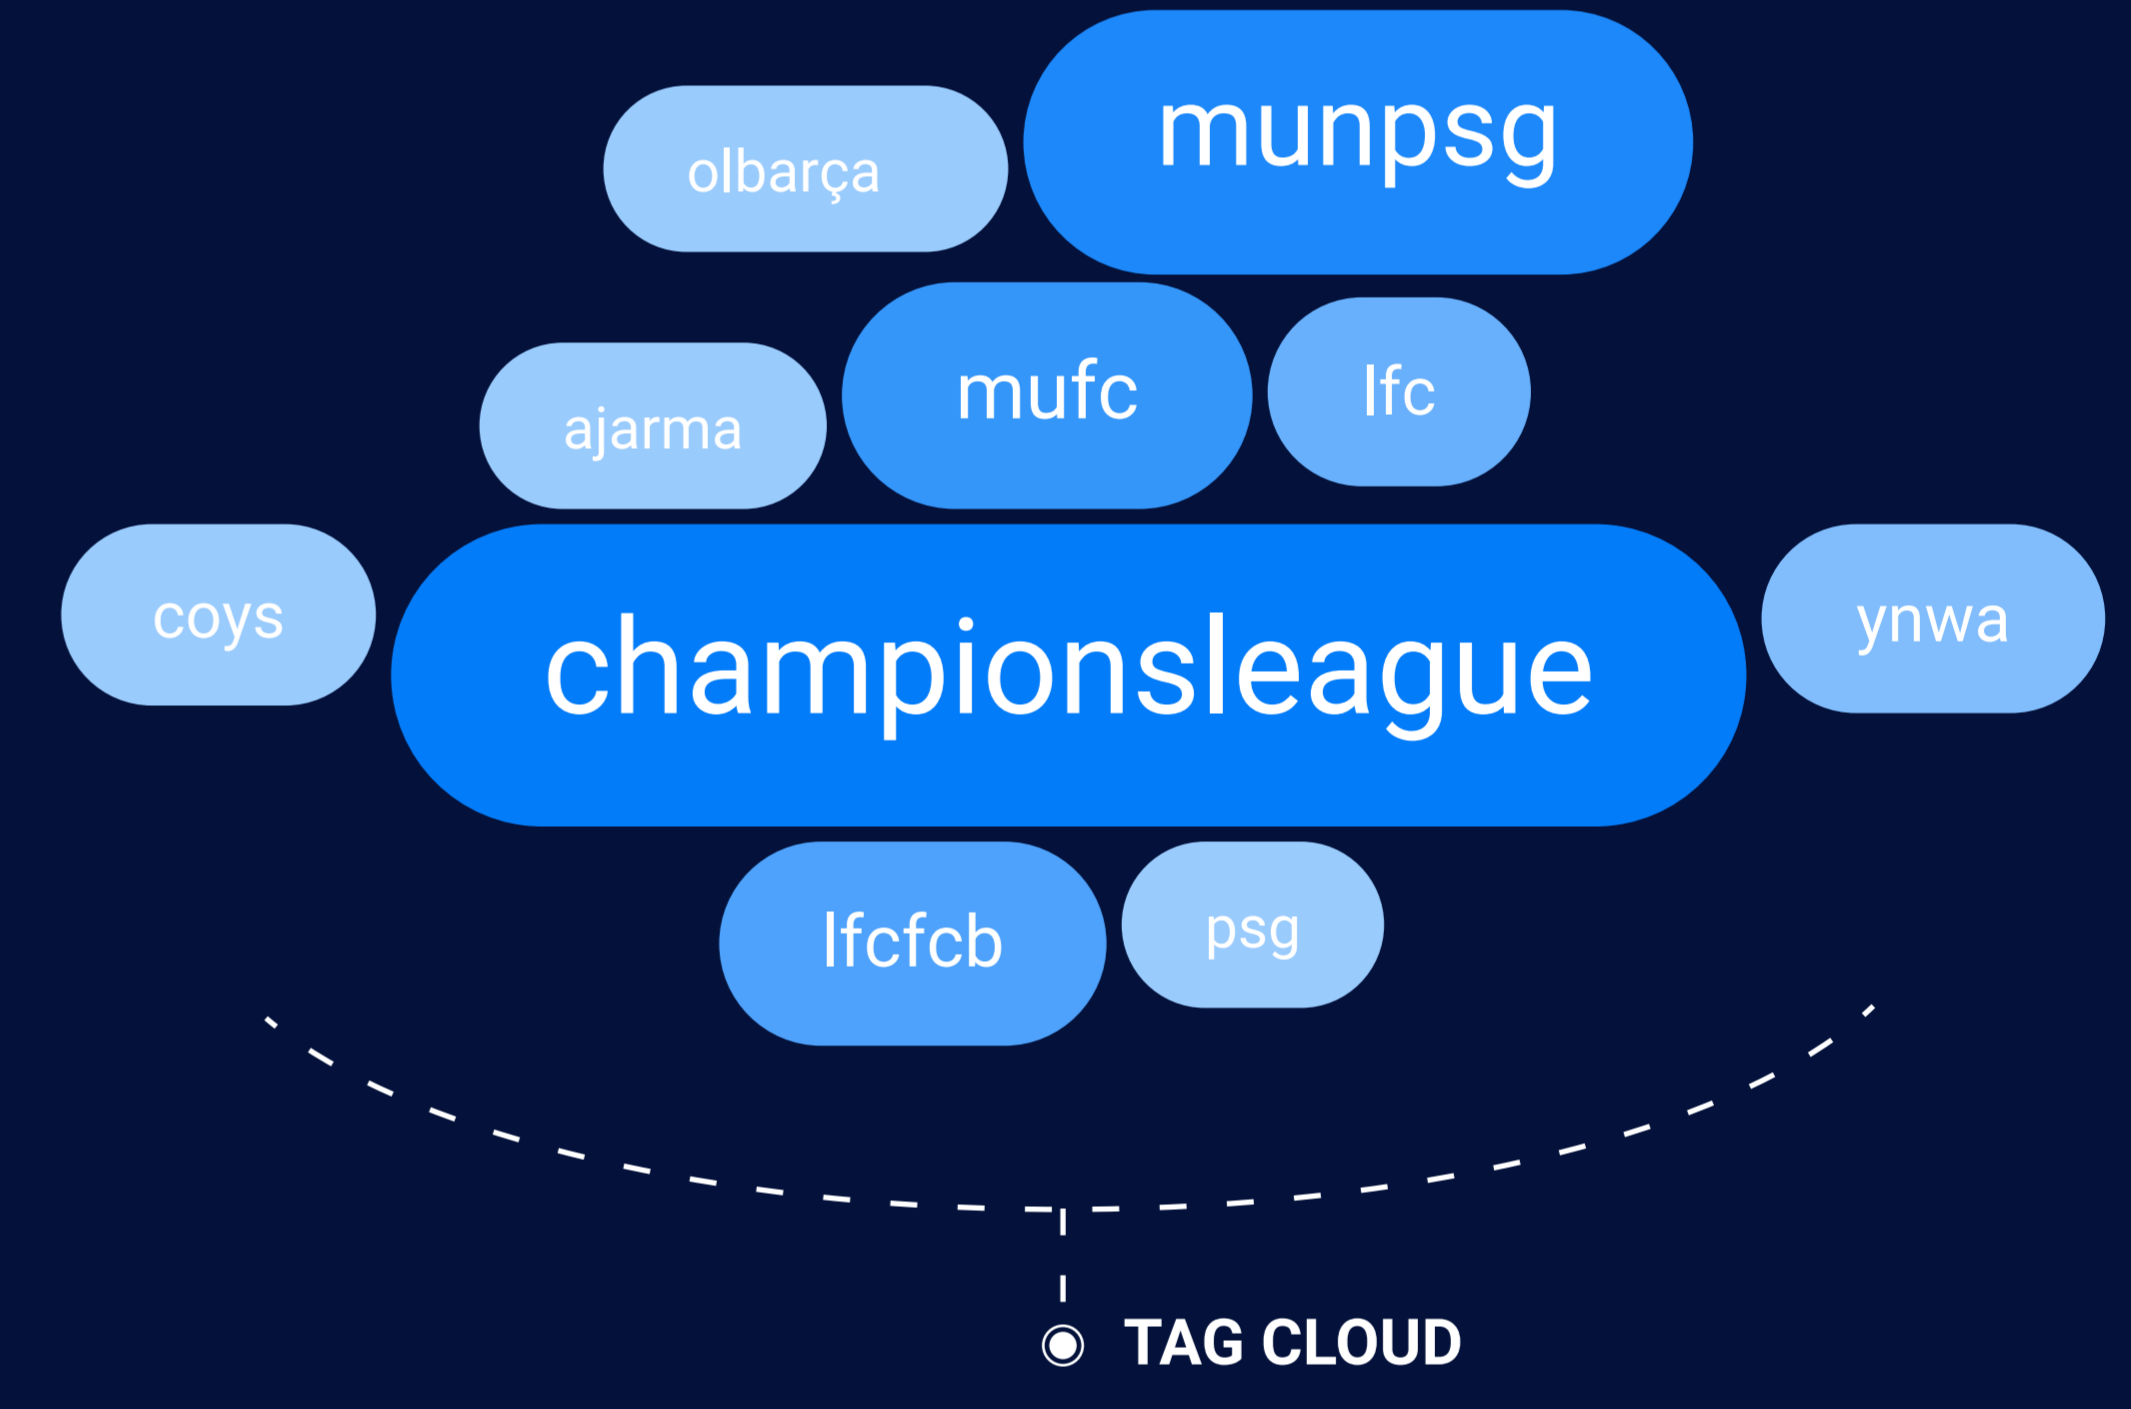 olbarça
munpsg
ajarma
mufc
lfc
coys
championsleague
ynwa
lfcfcb
psg
TAG CLOUD